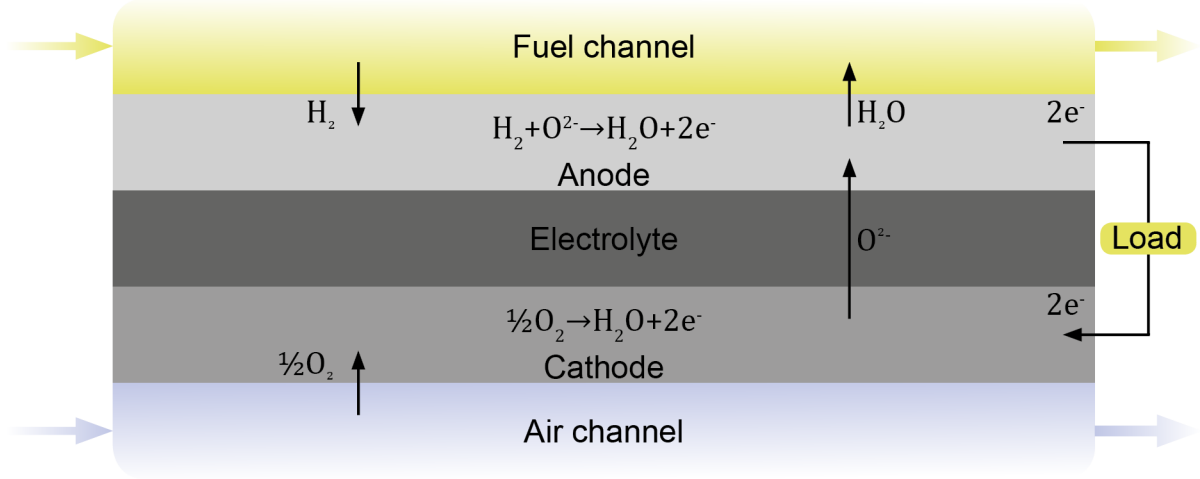 Fuel channel
H₂
H₂O
2e⁻
H₂+O²⁻→H₂O+2e⁻
Anode
Electrolyte
O²⁻
Load
2e⁻
½O₂→H₂O+2e⁻
½O₂
Cathode
Air channel